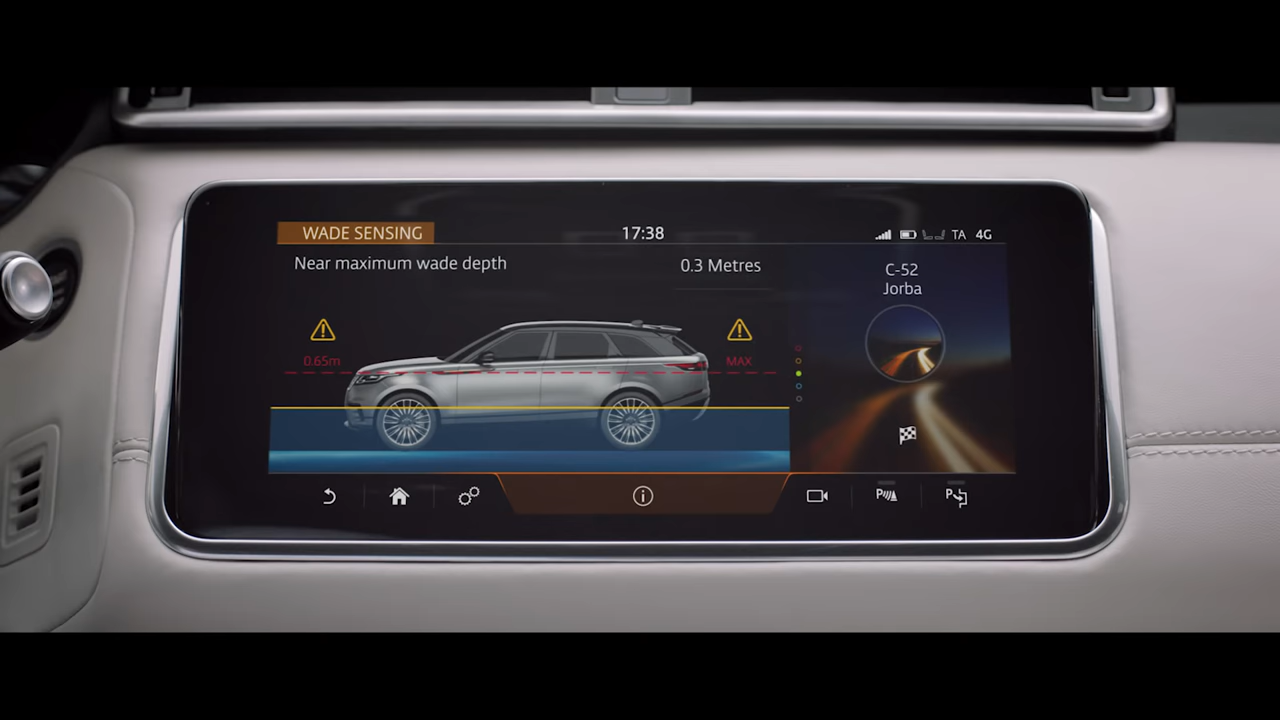 WADE SENSING
17:38
TA 4G
Near maximum wade depth
0.3 Metres
C-52
Jorba
0.65m
MAX
i
P
P